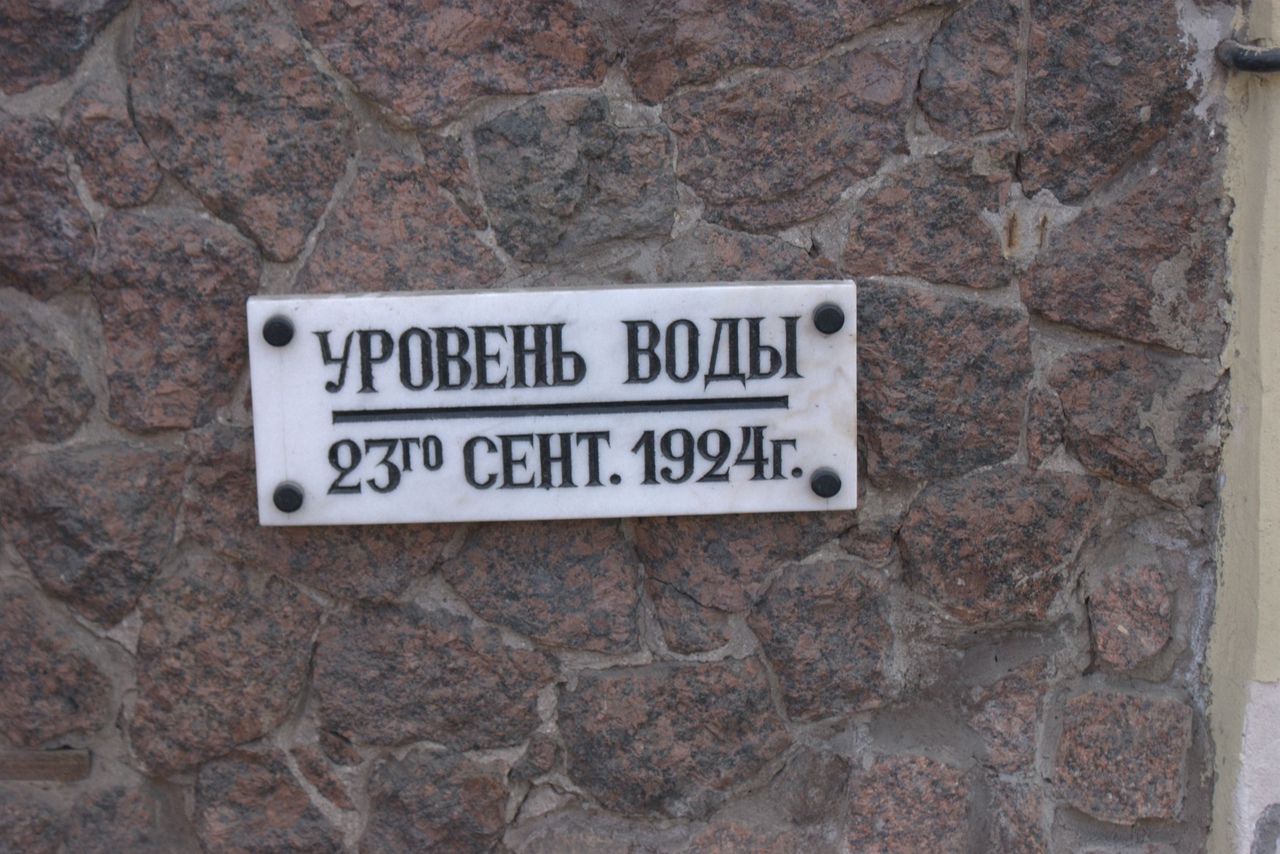 УРОВЕНЬ ВОДЫ
23ГО СЕНТ. 1924Г.